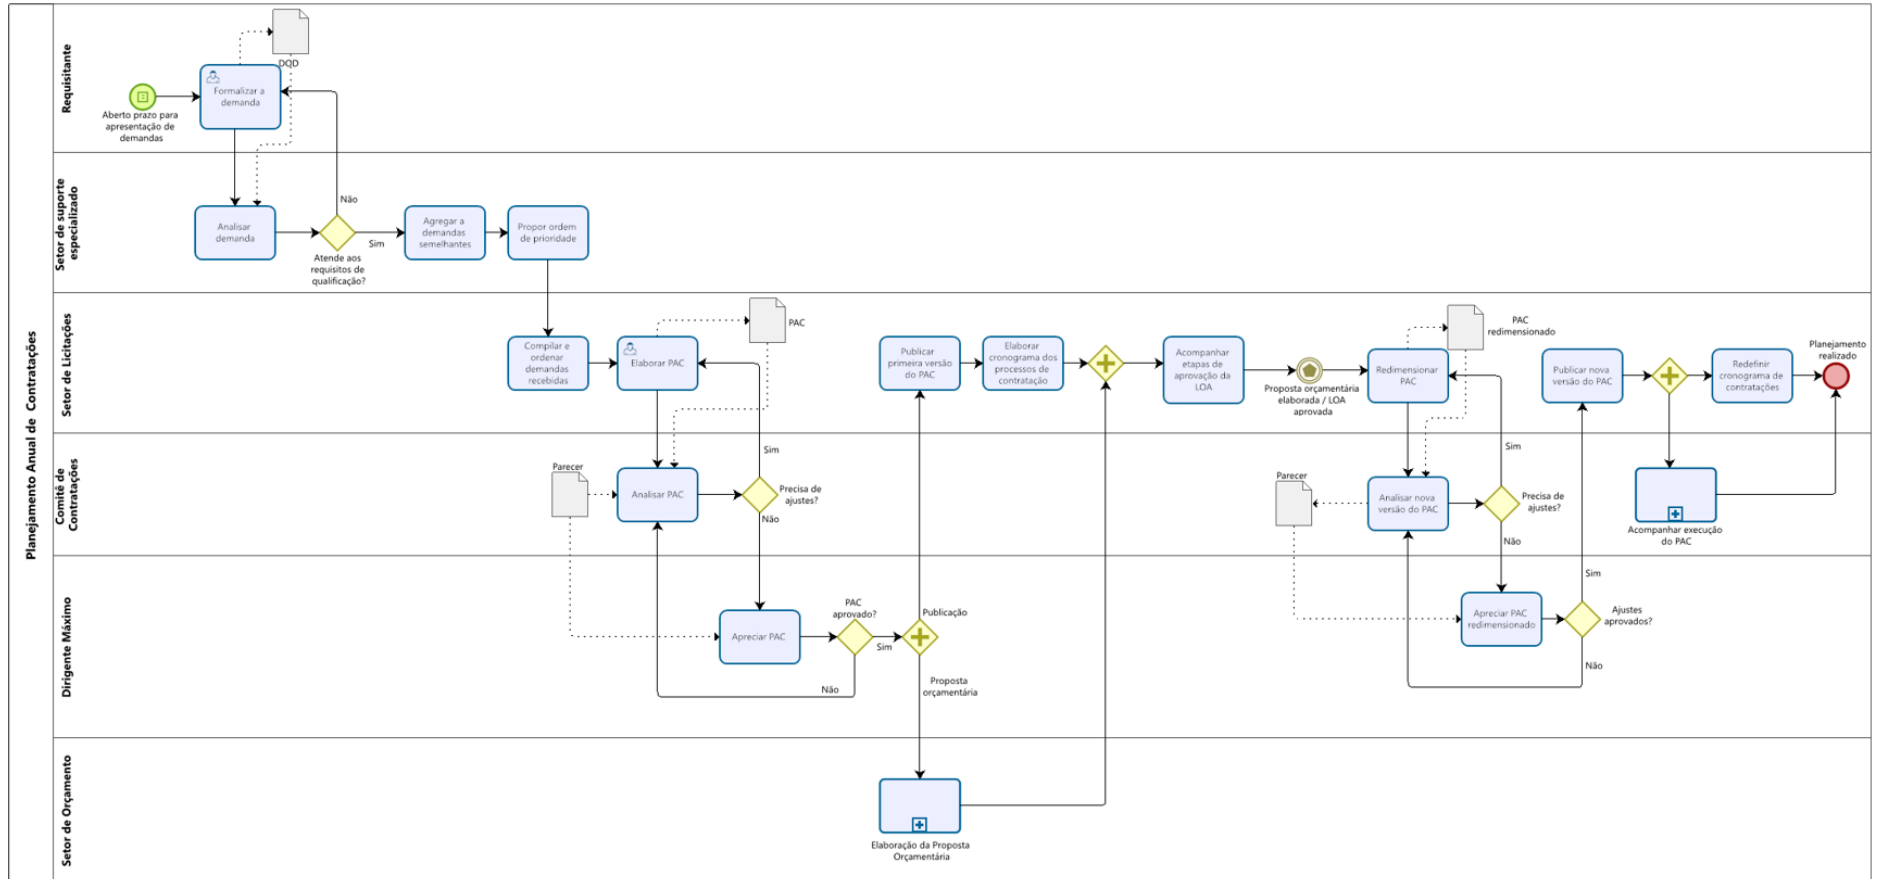 Planejamento Anual de Contratações
Requisitante
DOD
Formalizar a
demanda
Aberto prazo para
apresentação de
demandas
Setor de suporte
especializado
Não
Analisar
demanda
Sim
Atende aos
requisitos de
qualificação?
Agregar a
demandas
semelhantes
Propor ordem
de prioridade
Setor de Licitações
Compilar e
ordenar
demandas
recebidas
Elaborar PAC
PAC
Publicar
primeira versão
do PAC
Elaborar
cronograma dos
processos de
contratação
Acompanhar
etapas de
aprovação da
LOA
Proposta orçamentária
elaborada / LOA
aprovada
Redimensionar
PAC
PAC
redimensionado
Publicar nova
versão do PAC
Redefinir
cronograma de
contratações
Planejamento
realizado
Comitê de
Contratações
Parecer
Analisar PAC
Sim
Precisa de
ajustes?
Não
Parecer
Analisar nova
versão do PAC
Sim
Precisa de
ajustes?
Não
Acompanhar execução
do PAC
Dirigente Máximo
Apreciar PAC
PAC
aprovado?
Sim
Não
Publicação
Proposta
orçamentária
Apreciar PAC
redimensionado
Sim
Ajustes
aprovados?
Não
Setor de Orçamento
Elaboração da Proposta
Orçamentária